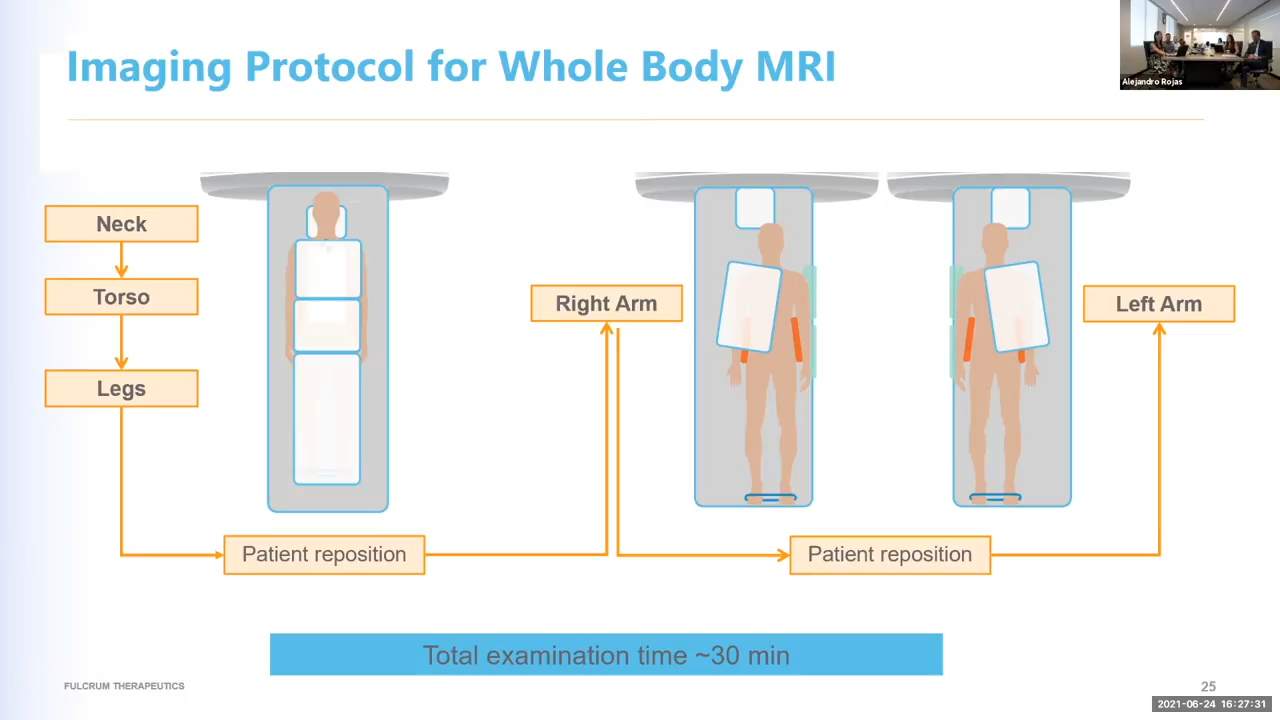 Imaging Protocol for Whole Body MRI
Alejandro Rojas
Neck
Torso
Legs
Right Arm
Left Arm
Patient reposition
Patient reposition
Total examination time ~30 min
FULCRUM THERAPEUTICS
25
2021-06-24 16:27:31